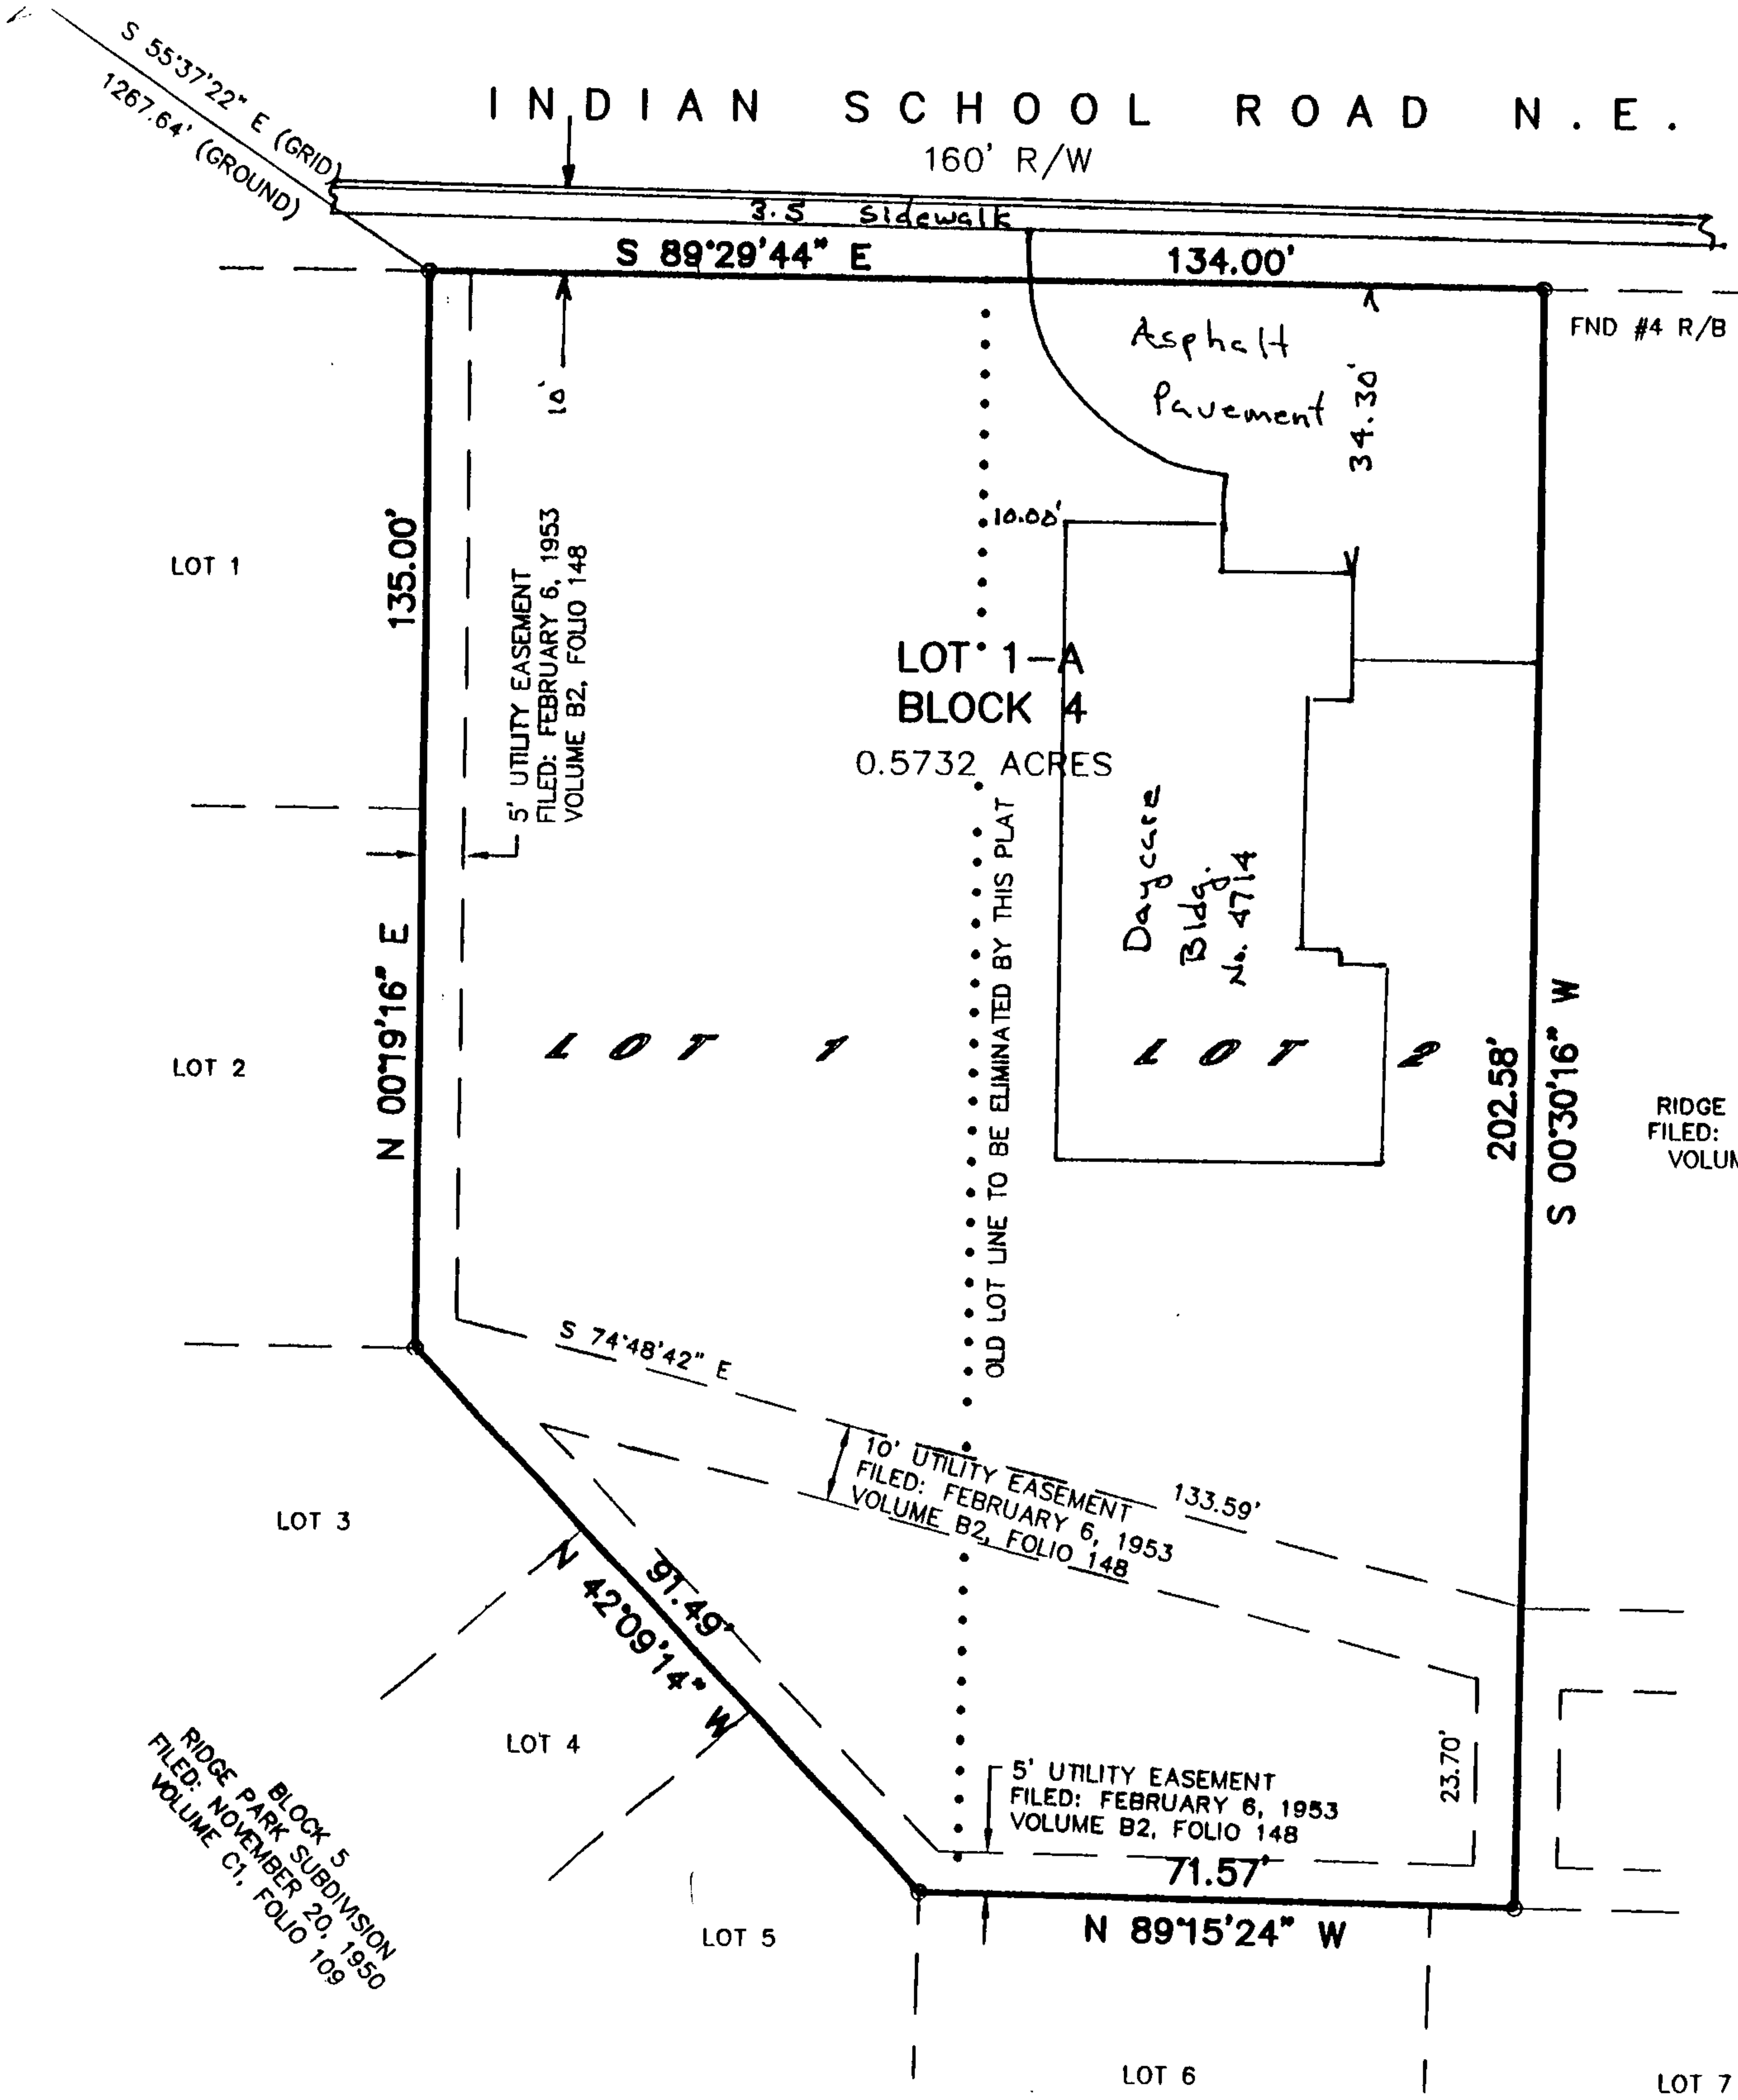 S 55°37'22" E (GRID)
1267.64' (GROUND)
INDIAN SCHOOL ROAD N.E.
160' R/W
3.5 sidewalk
S 89°29'44" E
134.00'
FND #4 R/B
10'
Asphalt
Pavement
34.30'
10.00'
135.00'
N 00°19'16" E
5' UTILITY EASEMENT
FILED: FEBRUARY 6, 1953
VOLUME B2, FOLIO 148
LOT 1
LOT 1-A
BLOCK 4
0.5732 ACRES
OLD LOT LINE TO BE ELIMINATED BY THIS PLAT
Daycare
Bldg.
No. 4714
LOT 2
LOT 1
LOT 2
202.58'
S 00°30'16" W
RIDGE
FILED:
VOLUM
S 74°48'42" E
133.59'
10' UTILITY EASEMENT
FILED: FEBRUARY 6, 1953
VOLUME B2, FOLIO 148
LOT 3
91.49'
N 42°09'14" W
LOT 4
23.70'
5' UTILITY EASEMENT
FILED: FEBRUARY 6, 1953
VOLUME B2, FOLIO 148
71.57'
N 89°15'24" W
BLOCK 5
RIDGE PARK SUBDIVISION
FILED: NOVEMBER 20, 1950
VOLUME C1, FOLIO 109
LOT 5
LOT 6
LOT 7